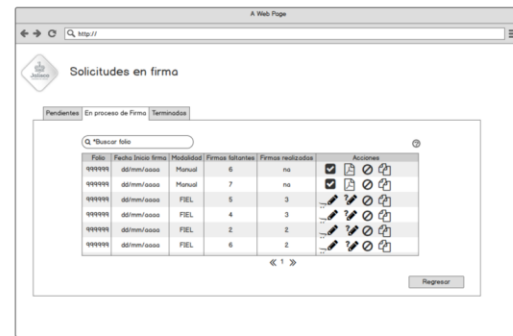 A Web Page
http://
Jalisco
Solicitudes en firma
Pendientes En proceso de Firma Terminadas
*Buscar folio
Folio Fecha Inicio firma Modalidad Firmas faltantes Firmas realizadas Acciones
999999 dd/mm/aaaa Manual 6 na
999999 dd/mm/aaaa Manual 7 na
999999 dd/mm/aaaa FIEL 5 3
999999 dd/mm/aaaa FIEL 4 3
999999 dd/mm/aaaa FIEL 2 2
999999 dd/mm/aaaa FIEL 6 2
1
Regresar